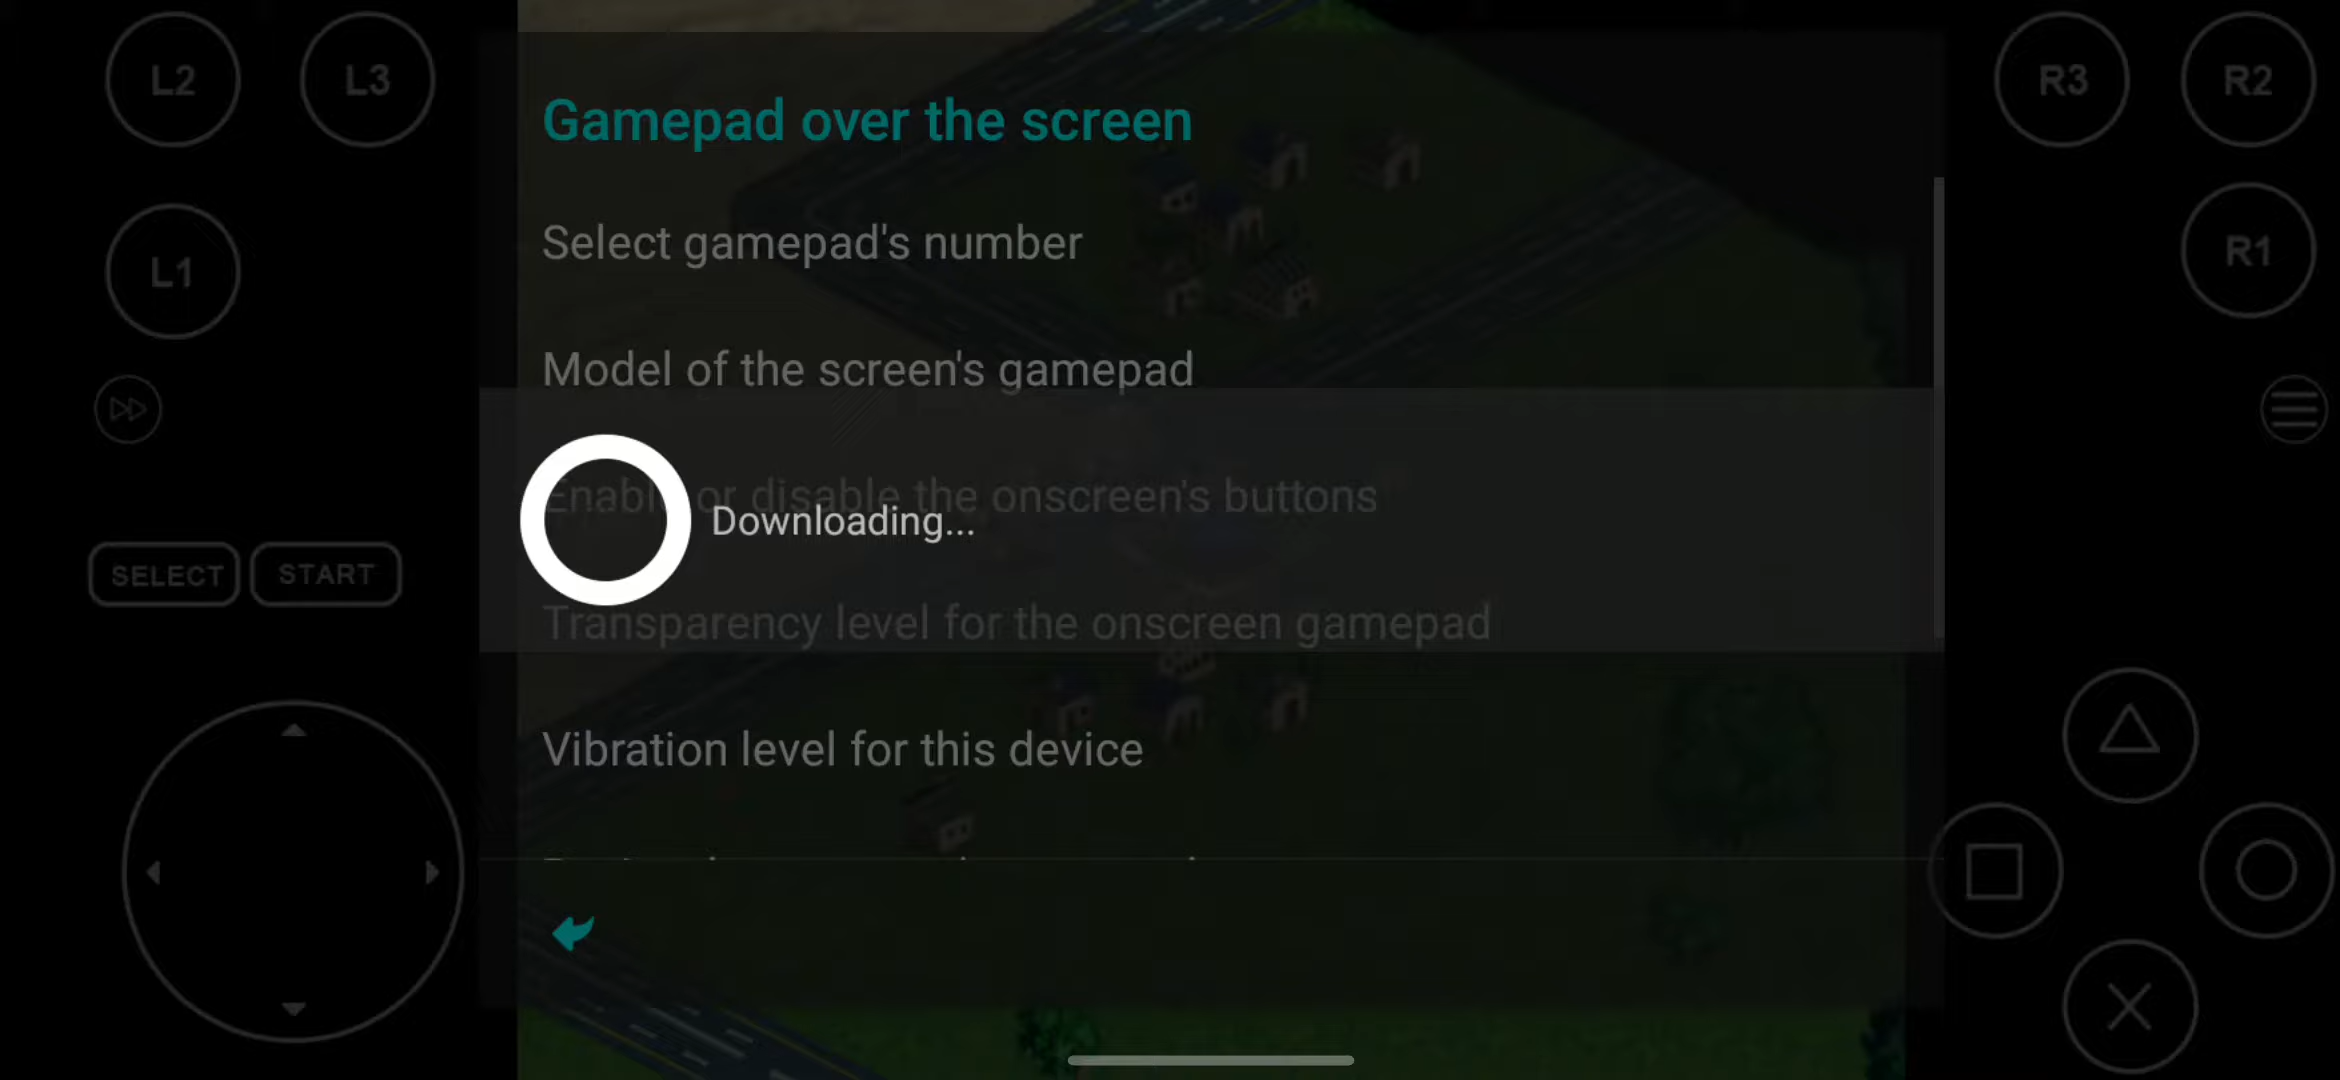 L2
L3
R3
R2
Gamepad over the screen
Select gamepad's number
L1
R1
Model of the screen's gamepad
Enable or disable the onscreen's buttons
Downloading...
SELECT
START
Transparency level for the onscreen gamepad
Vibration level for this device